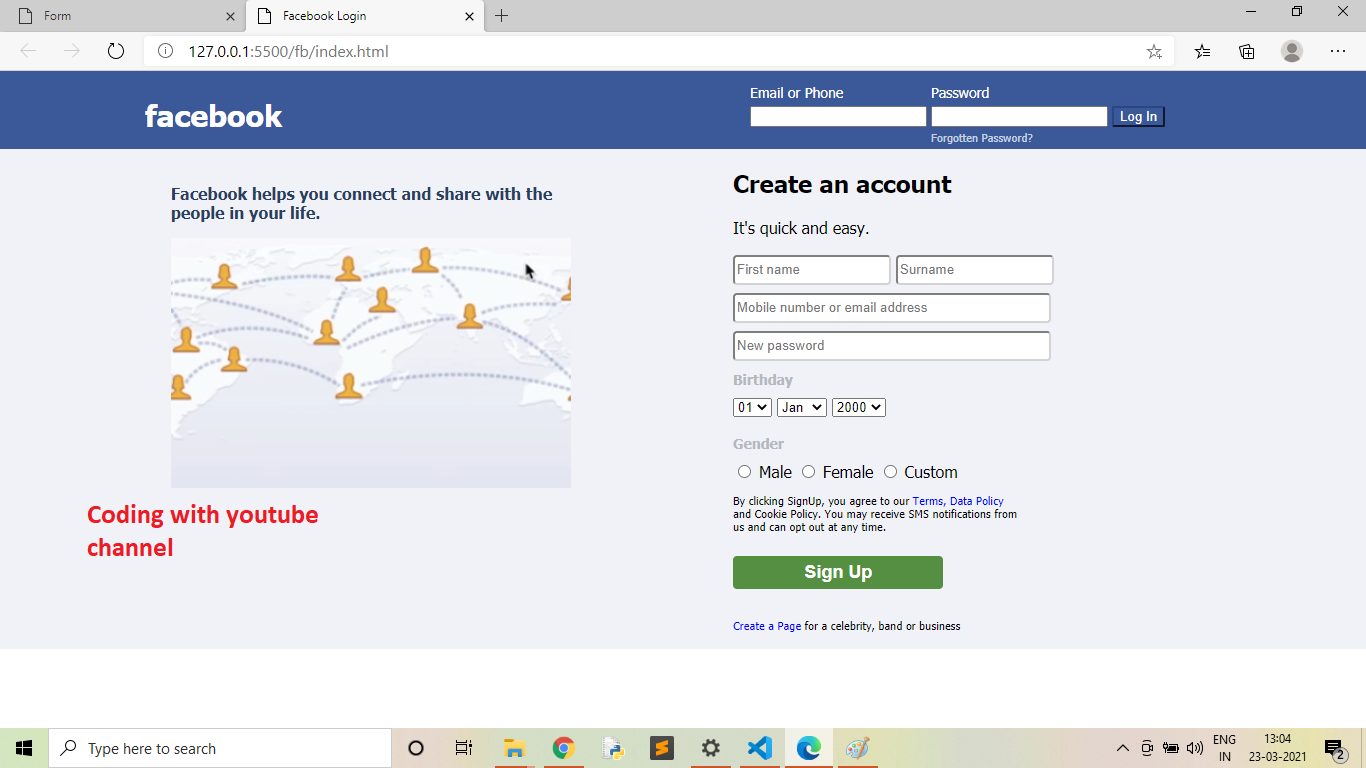 Form
Facebook Login
127.0.0.1:5500/fb/index.html
facebook
Email or Phone
Password
Log In
Forgotten Password?
Facebook helps you connect and share with the
people in your life.
Coding with youtube
channel
Create an account
It's quick and easy.
First name
Surname
Mobile number or email address
New password
Birthday
01 Jan 2000
Gender
Male Female Custom
By clicking SignUp, you agree to our Terms, Data Policy
and Cookie Policy. You may receive SMS notifications from
us and can opt out at any time.
Sign Up
Create a Page for a celebrity, band or business
Type here to search
ENG
IN
13:04
23-03-2021
2